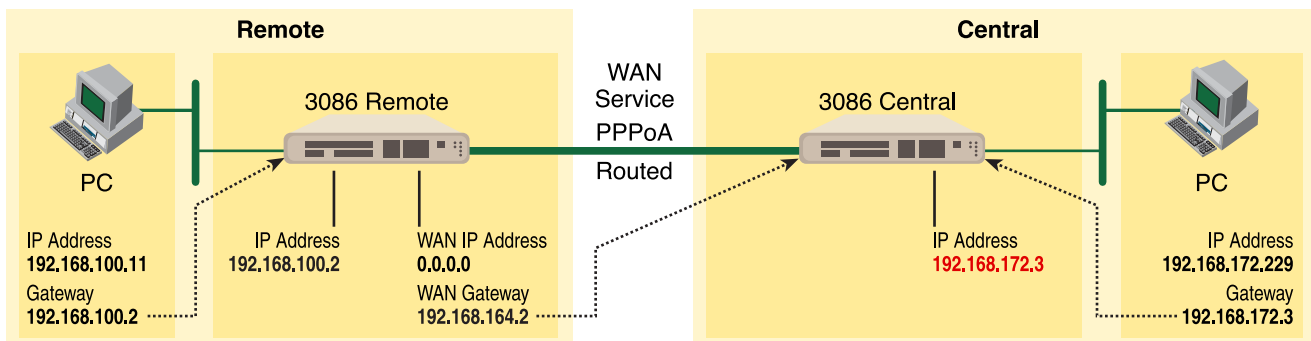 Remote
Central
PC
IP Address
192.168.100.11
Gateway
192.168.100.2
3086 Remote
IP Address
192.168.100.2
WAN IP Address
0.0.0.0
WAN Gateway
192.168.164.2
WAN
Service
PPPoA
Routed
3086 Central
IP Address
192.168.172.3
PC
IP Address
192.168.172.229
Gateway
192.168.172.3